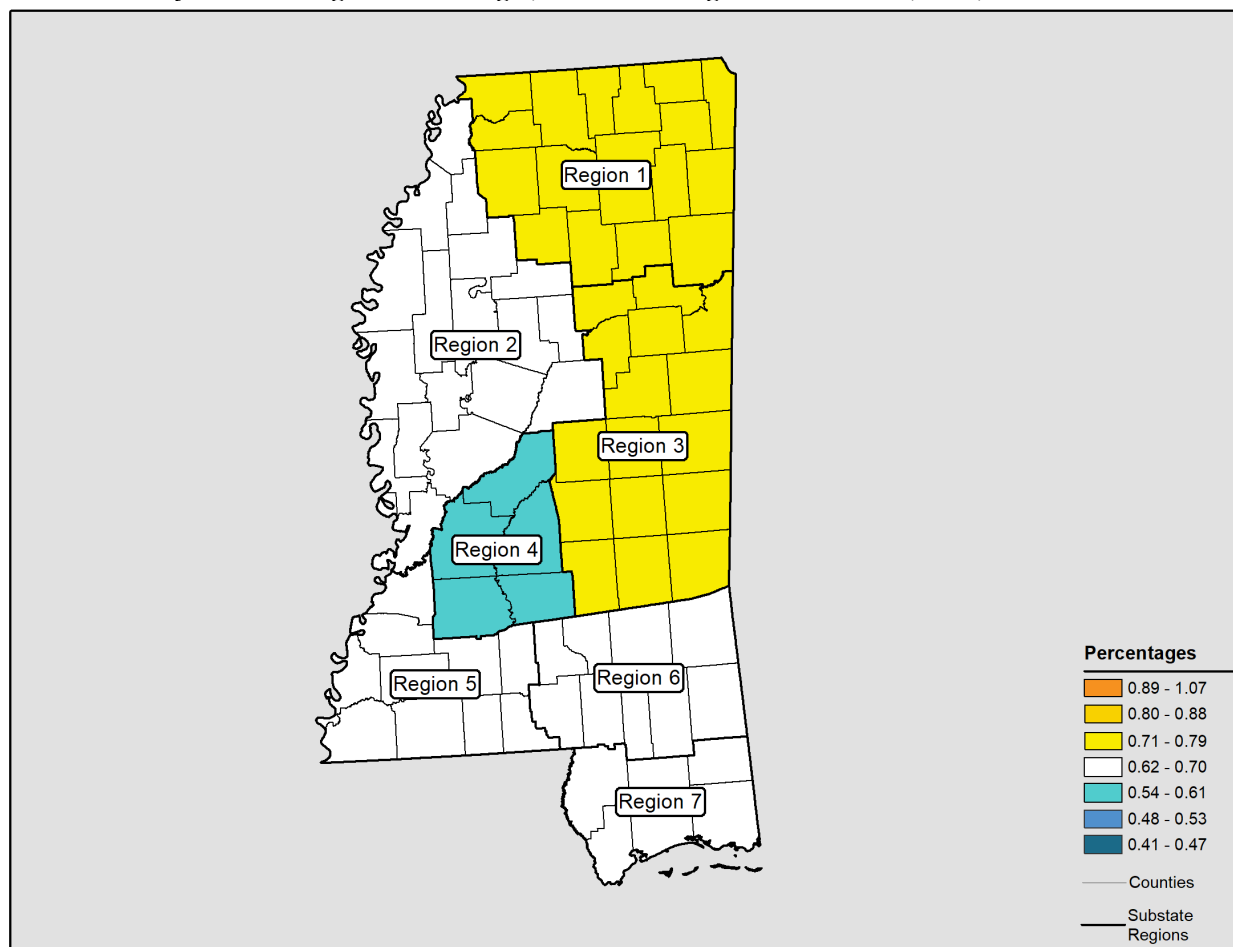 Region 1
Region 2
Region 3
Region 4
Region 5
Region 6
Region 7
Percentages
0.89 - 1.07
0.80 - 0.88
0.71 - 0.79
0.62 - 0.70
0.54 - 0.61
0.48 - 0.53
0.41 - 0.47
Counties
Substate
Regions